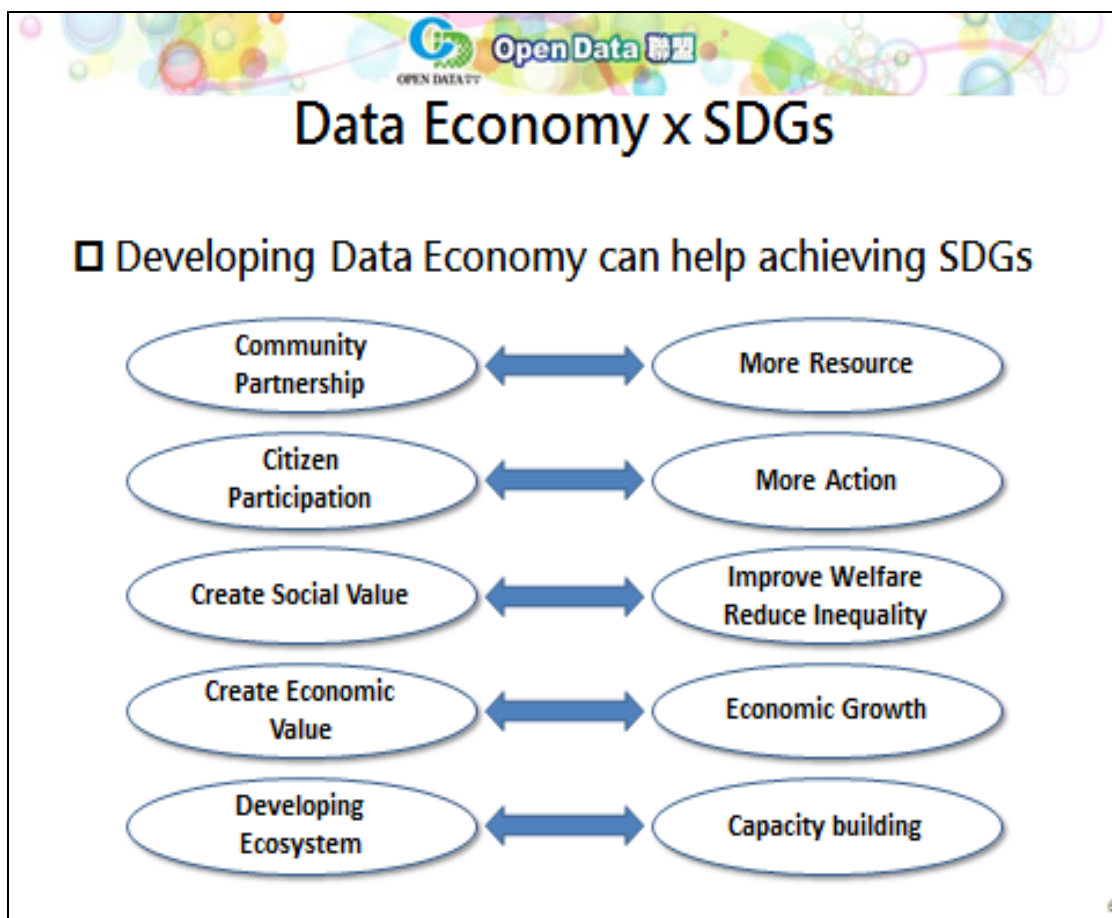 Open Data 聯盟
Data Economy x SDGs
Developing Data Economy can help achieving SDGs
Community
Partnership
More Resource
Citizen
Participation
More Action
Create Social Value
Improve Welfare
Reduce Inequality
Create Economic
Value
Economic Growth
Developing
Ecosystem
Capacity building